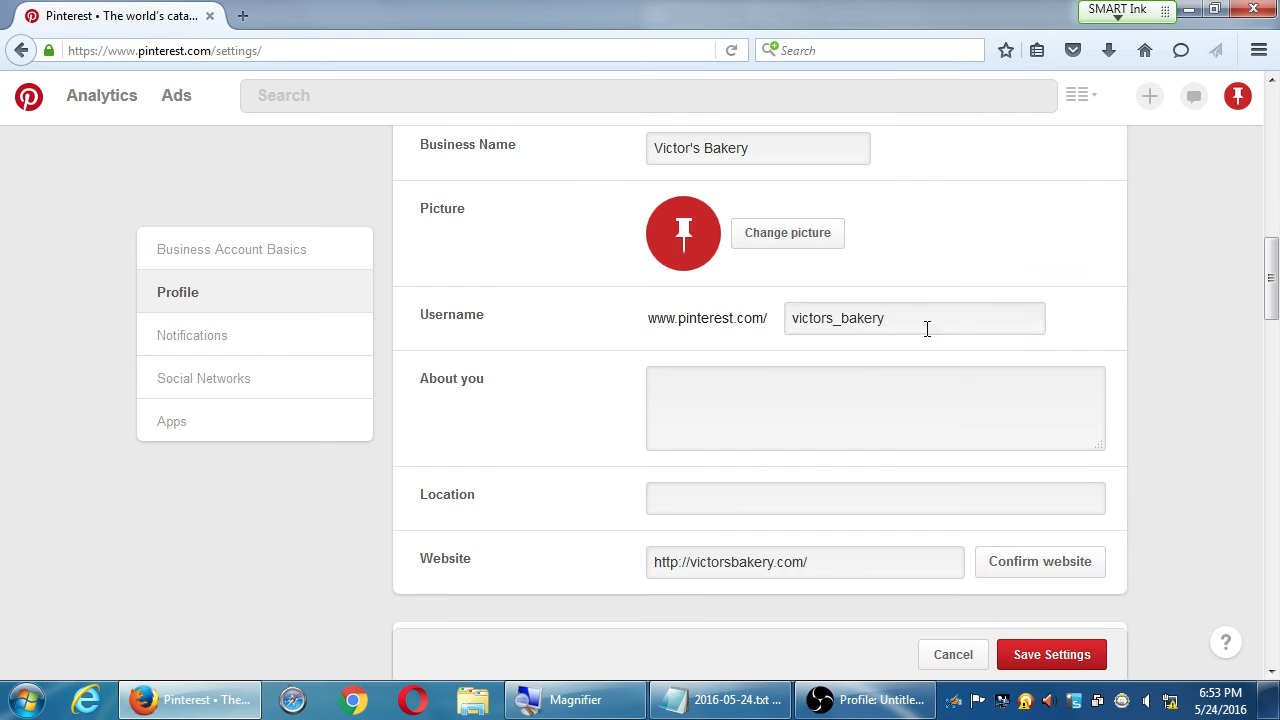 Pinterest • The world's cata...
SMART Ink
https://www.pinterest.com/settings/
Search
Analytics
Ads
Search
Business Name
Victor's Bakery
Picture
Change picture
Business Account Basics
Profile
Notifications
Social Networks
Apps
Username
www.pinterest.com/
victors_bakery
About you
Location
Website
http://victorsbakery.com/
Confirm website
Cancel
Save Settings
?
Pinterest • The...
Magnifier
2016-05-24.txt ...
Profile: Untitle...
6:53 PM
5/24/2016